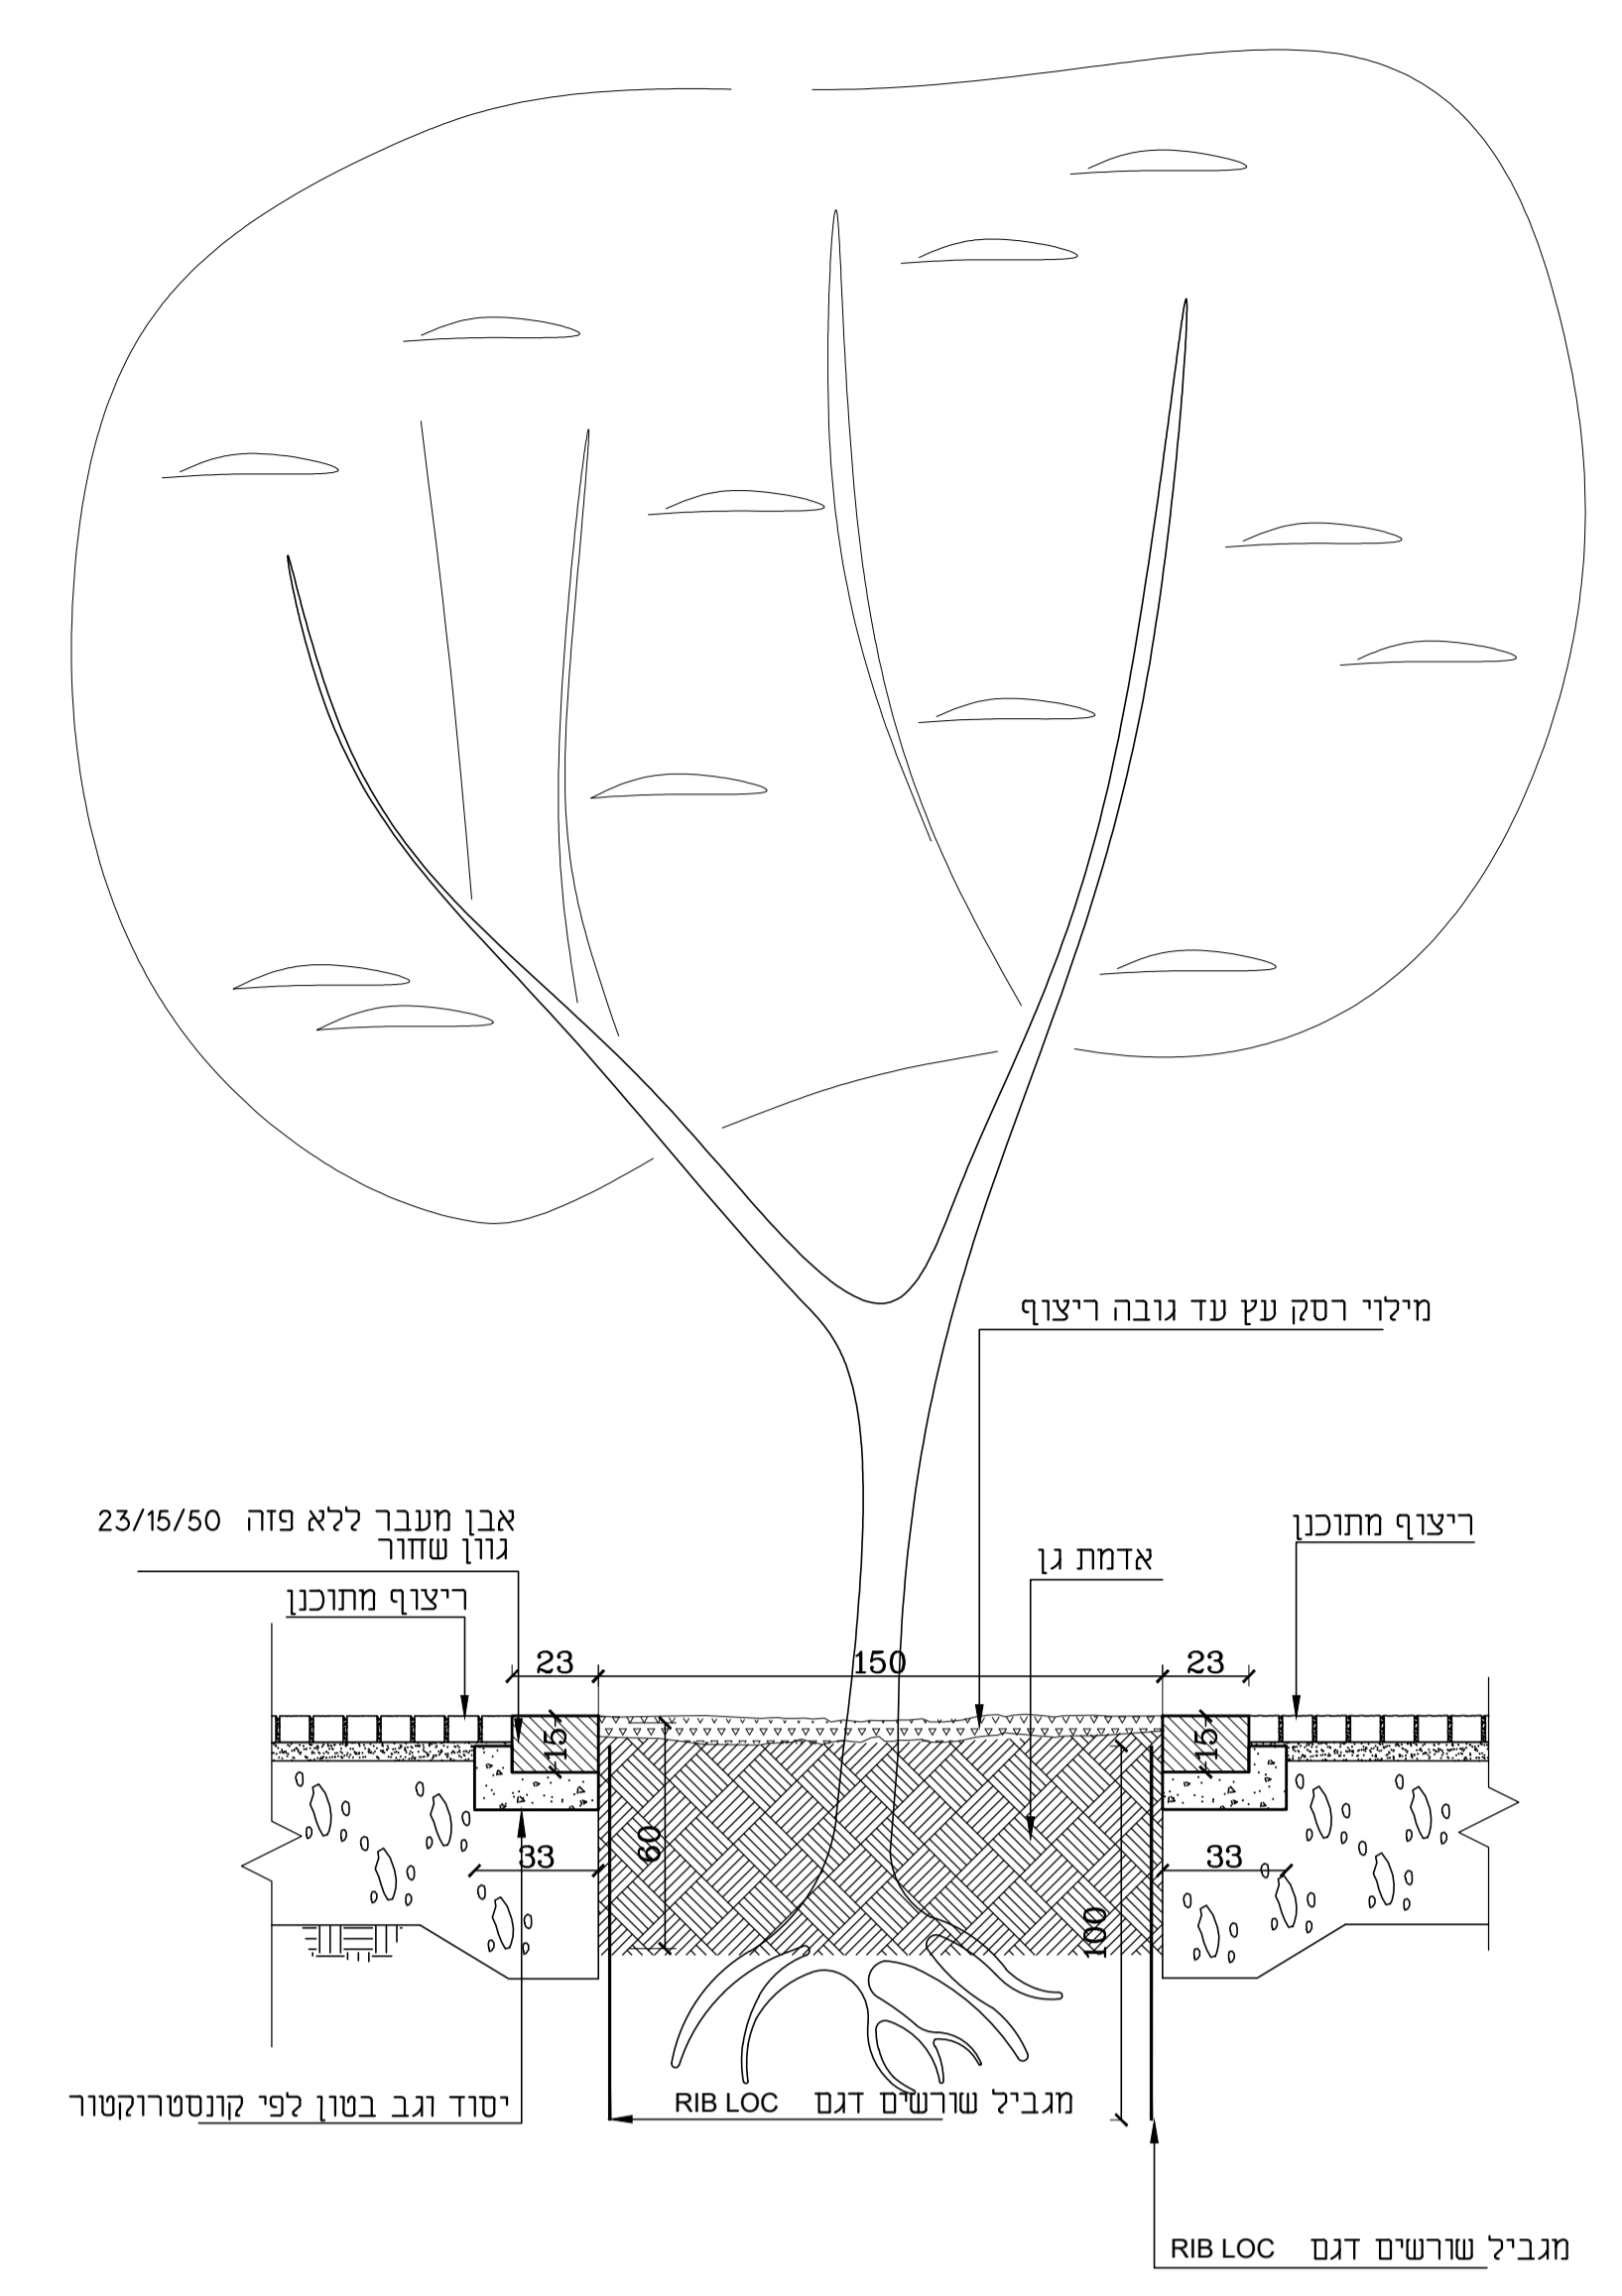 מילוי רסק עץ עד גובה ריצוף
אבן מעבר ללא פזה 23/15/50
גוון שחור
ריצוף מתוכנן
אדמת גן
ריצוף מתוכנן
23
150
23
15
15
60
33
33
100
יסוד וגב בטון לפי קונסטרוקטור
מגביל שורשים דגם RIB LOC
מגביל שורשים דגם RIB LOC